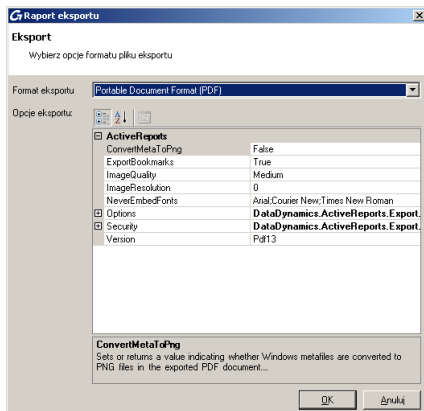 Raport eksportu
Eksport
Wybierz opcje formatu pliku eksportu
Format eksportu Portable Document Format (PDF)
Opcje eksportu:
ActiveReports
ConvertMetaToPng False
ExportBookmarks True
ImageQuality Medium
ImageResolution 0
NeverEmbedFonts Arial;Courier New;Times New Roman
Options DataDynamics.ActiveReports.Export.
Security DataDynamics.ActiveReports.Export.
Version Pdf13
ConvertMetaToPng
Sets or returns a value indicating whether Windows metafiles are converted to
PNG files in the exported PDF document....
OK Anuluj